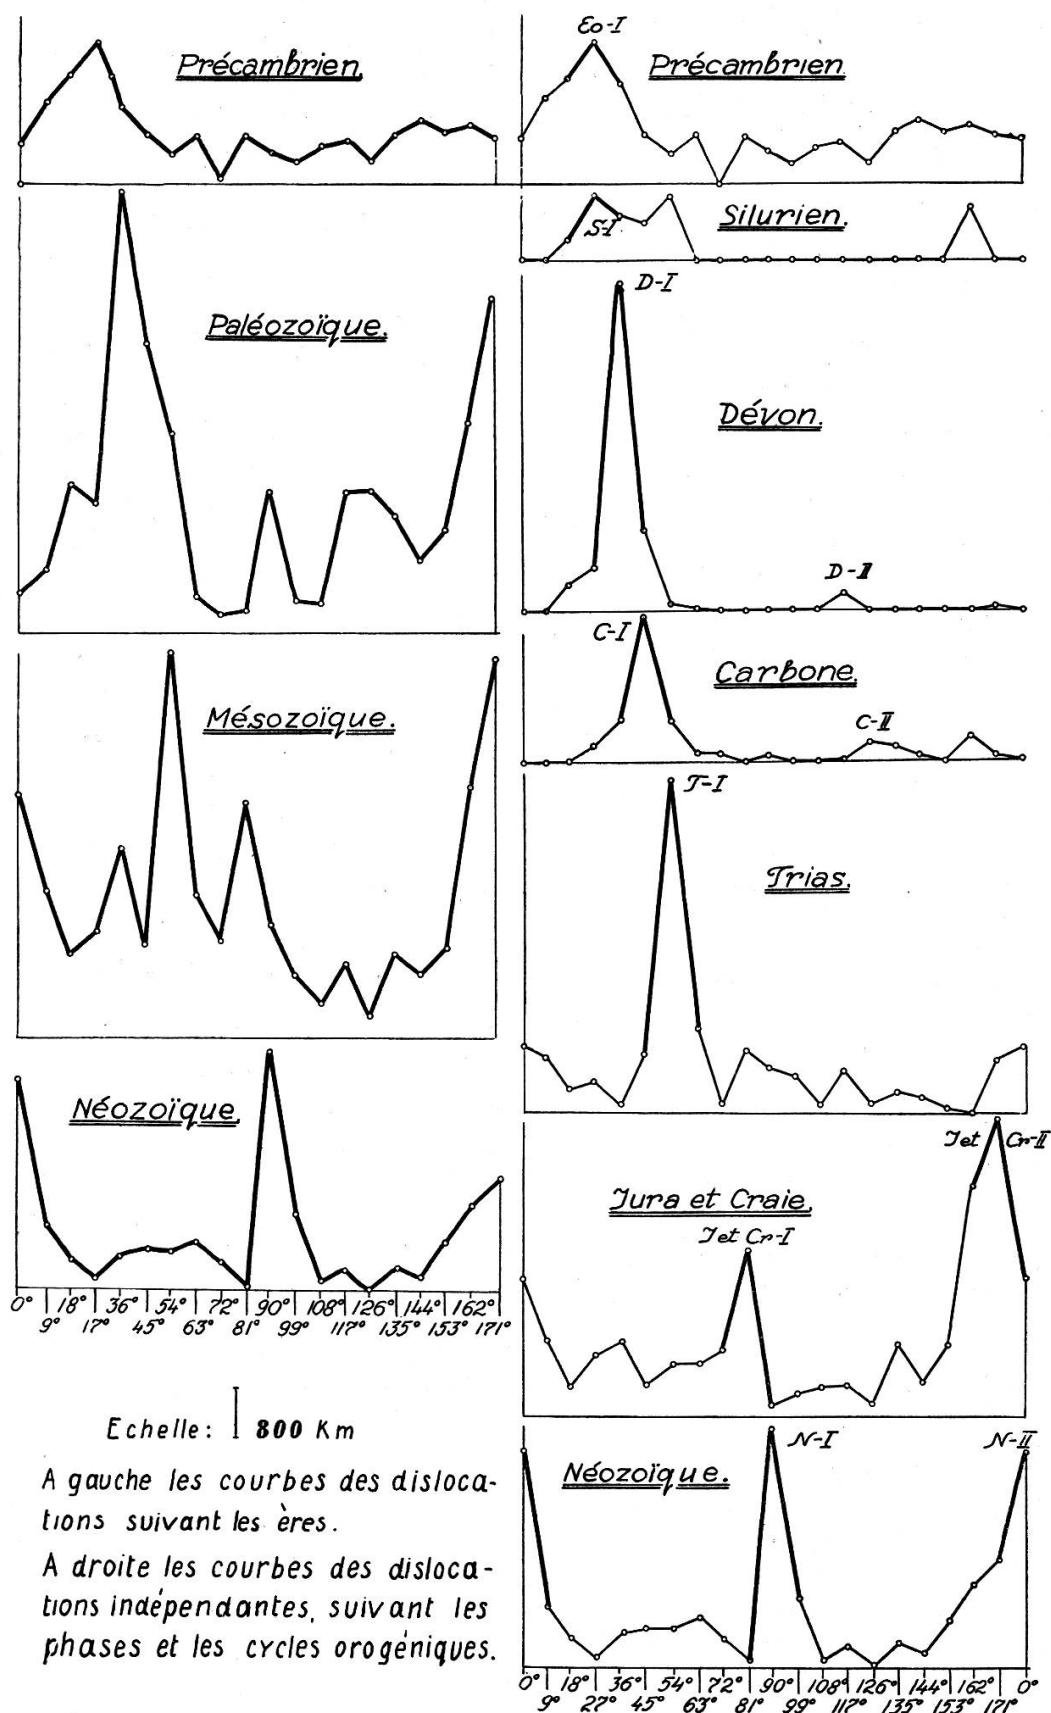 Précambrien.
Paléozoïque.
Mésozoïque.
Néozoïque.
0° 18° 36° 54° 72° 90° 108° 126° 144° 162°
9° 17° 45° 63° 81° 99° 117° 135° 153° 171°
Echelle: 800 Km
A gauche les courbes des disloca-
tions suivant les ères.
A droite les courbes des disloca-
tions indépendantes, suivant les
phases et les cycles orogéniques.
Eo-I
Précambrien.
S-I
Silurien.
D-I
Dévon.
D-II
C-I
Carbone.
C-II
T-I
Trias.
J et Cr-II
Jura et Craie.
J et Cr-I
N-I
N-II
Néozoïque.
0° 18° 36° 54° 72° 90° 108° 126° 144° 162° 0°
9° 27° 45° 63° 81° 99° 117° 135° 153° 171°